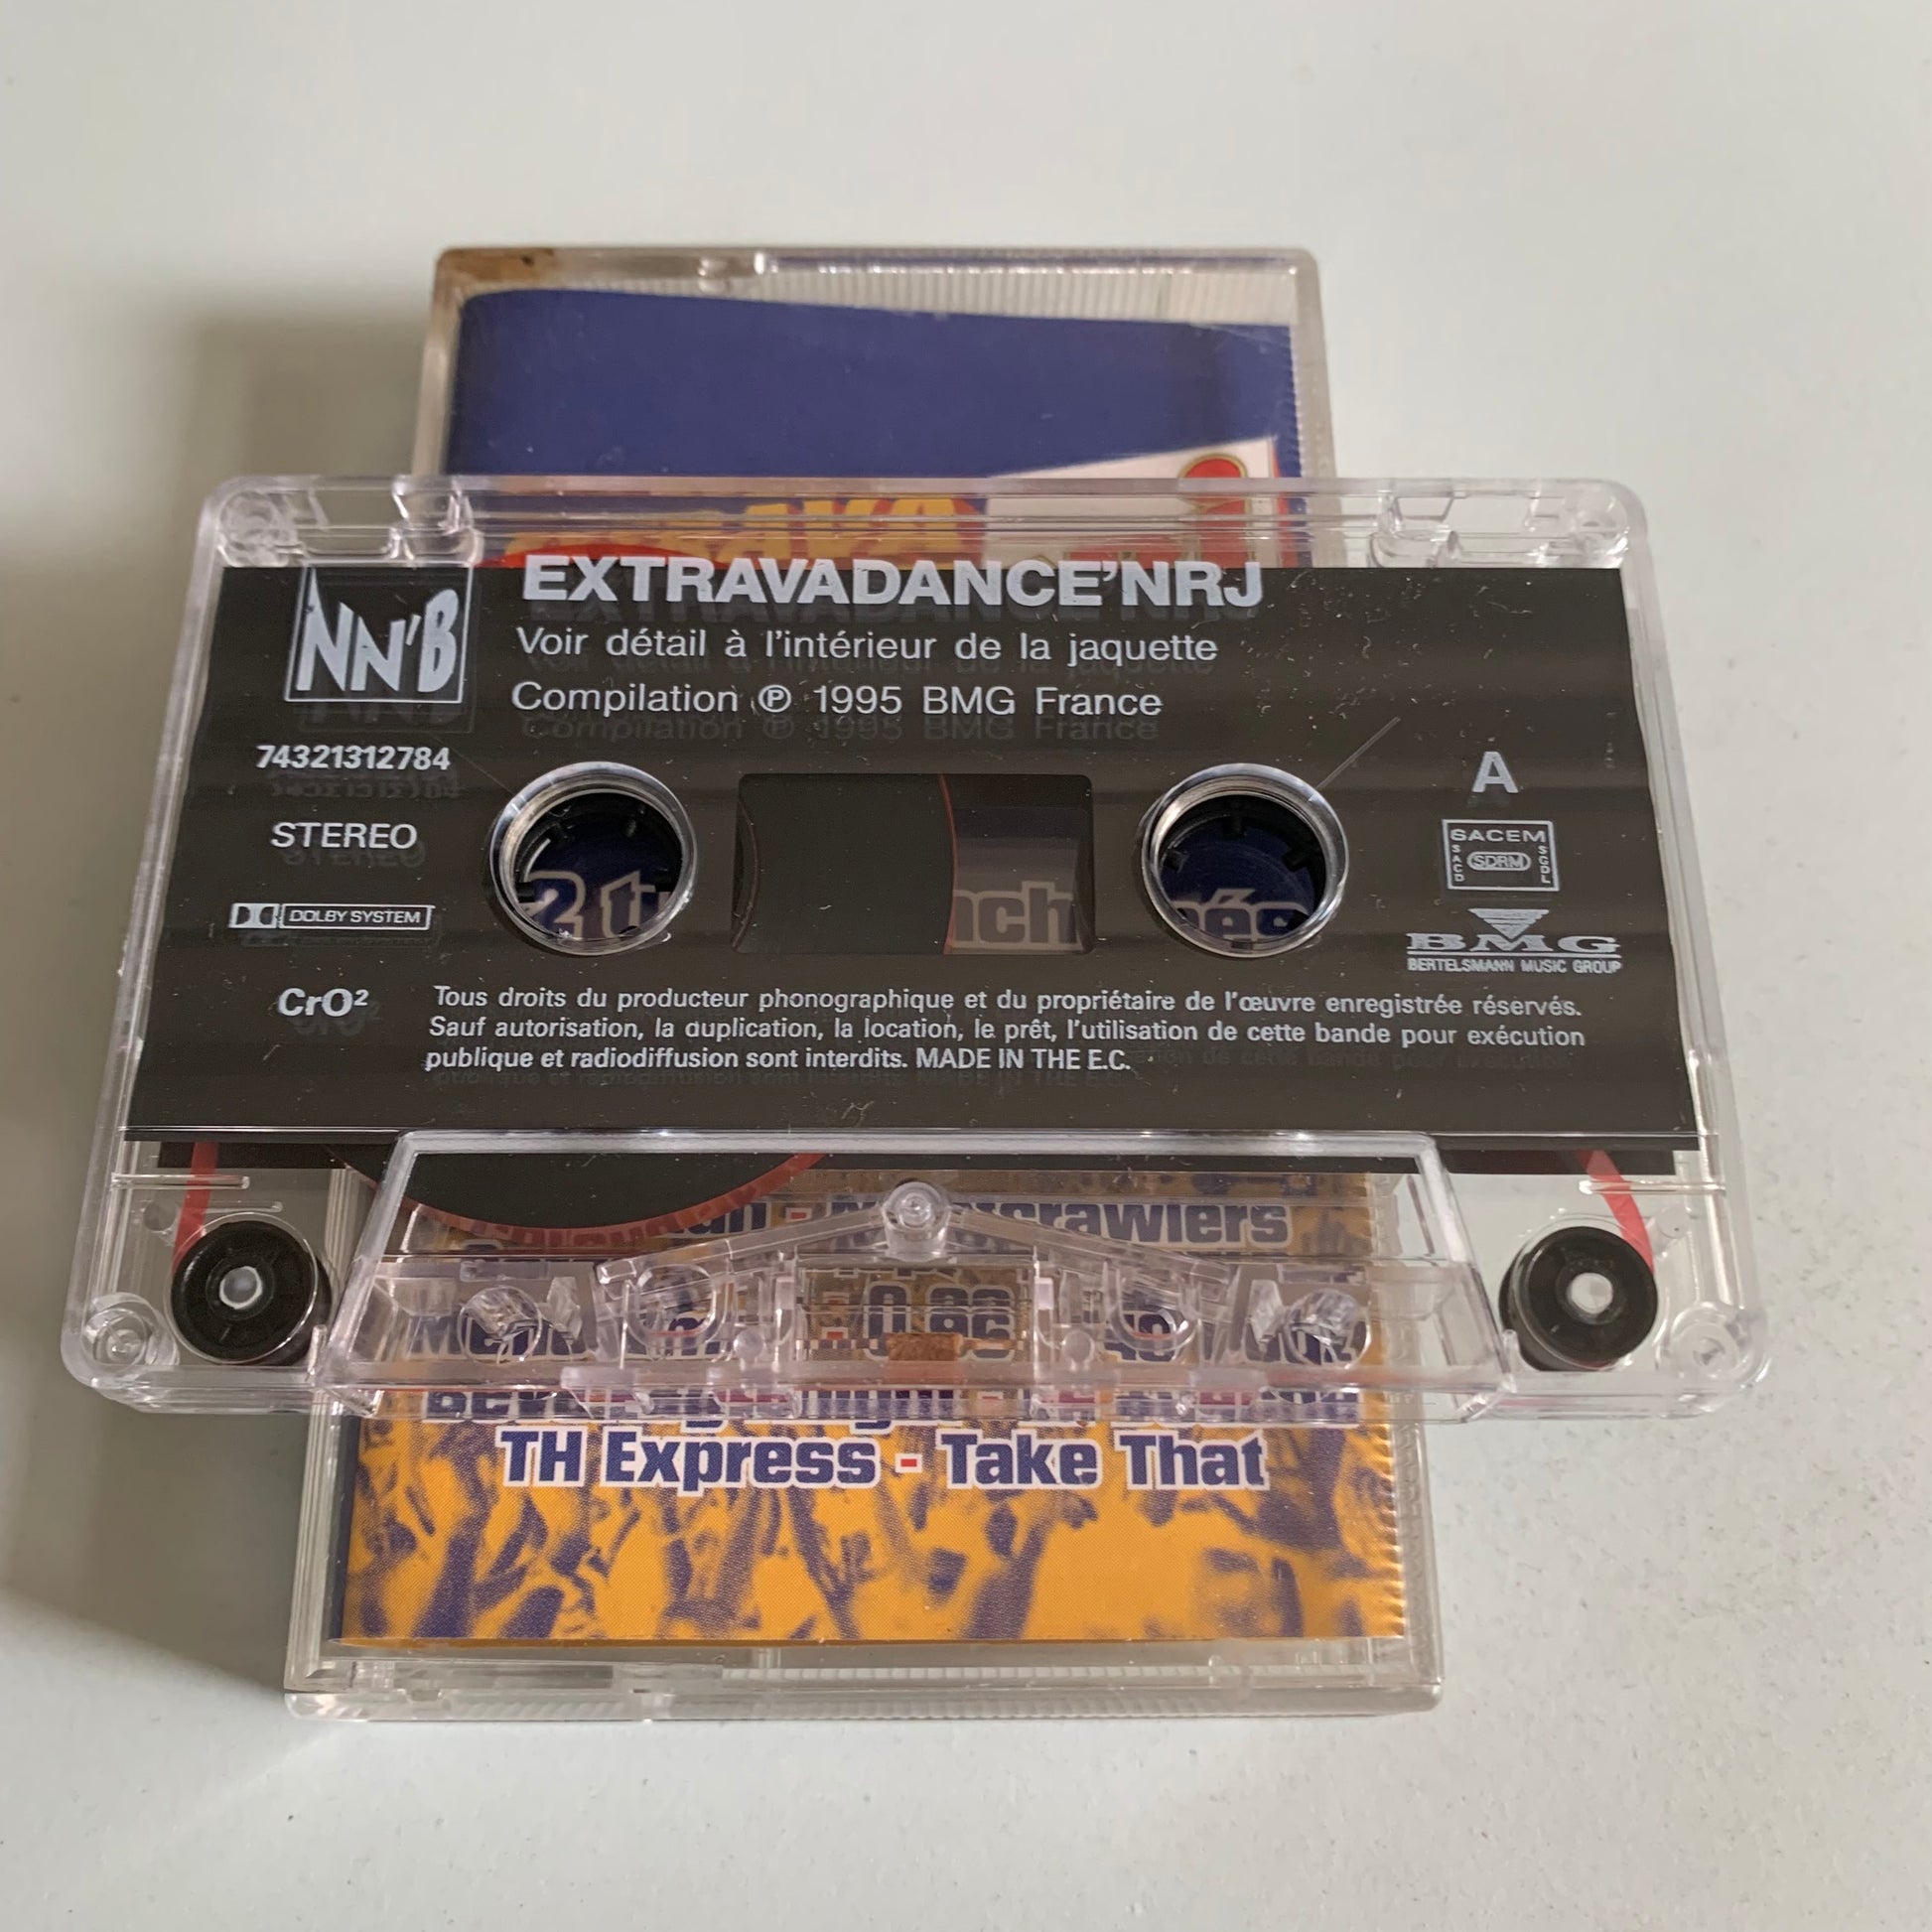 EXTRAVADANCE'NRJ
NN'B
Voir détail à l'intérieur de la jaquette
Compilation ℗ 1995 BMG France
74321312784
A
STEREO
SACEM
SACD
SDRM
SGDL
DOLBY SYSTEM
BMG
BERTELSMANN MUSIC GROUP
CrO²
Tous droits du producteur phonographique et du propriétaire de l'œuvre enregistrée réservés.
Sauf autorisation, la duplication, la location, le prêt, l'utilisation de cette bande pour exécution
publique et radiodiffusion sont interdits. MADE IN THE E.C.
TH Express - Take That